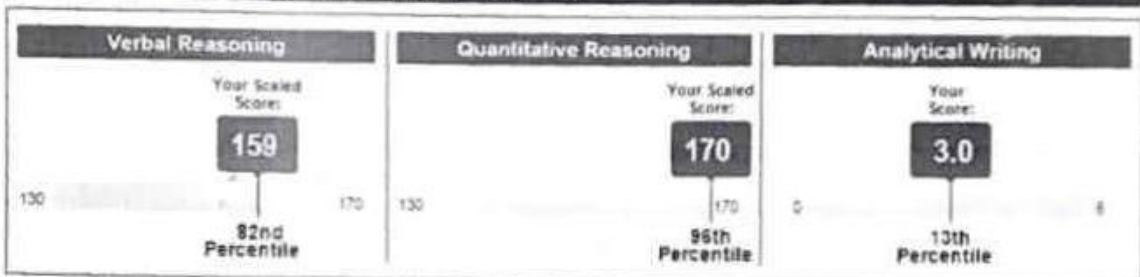 Verbal Reasoning
Your Scaled
Score:
159
130
170
82nd
Percentile
Quantitative Reasoning
Your Scaled
Score:
170
130
170
96th
Percentile
Analytical Writing
Your
Score:
3.0
0
6
13th
Percentile